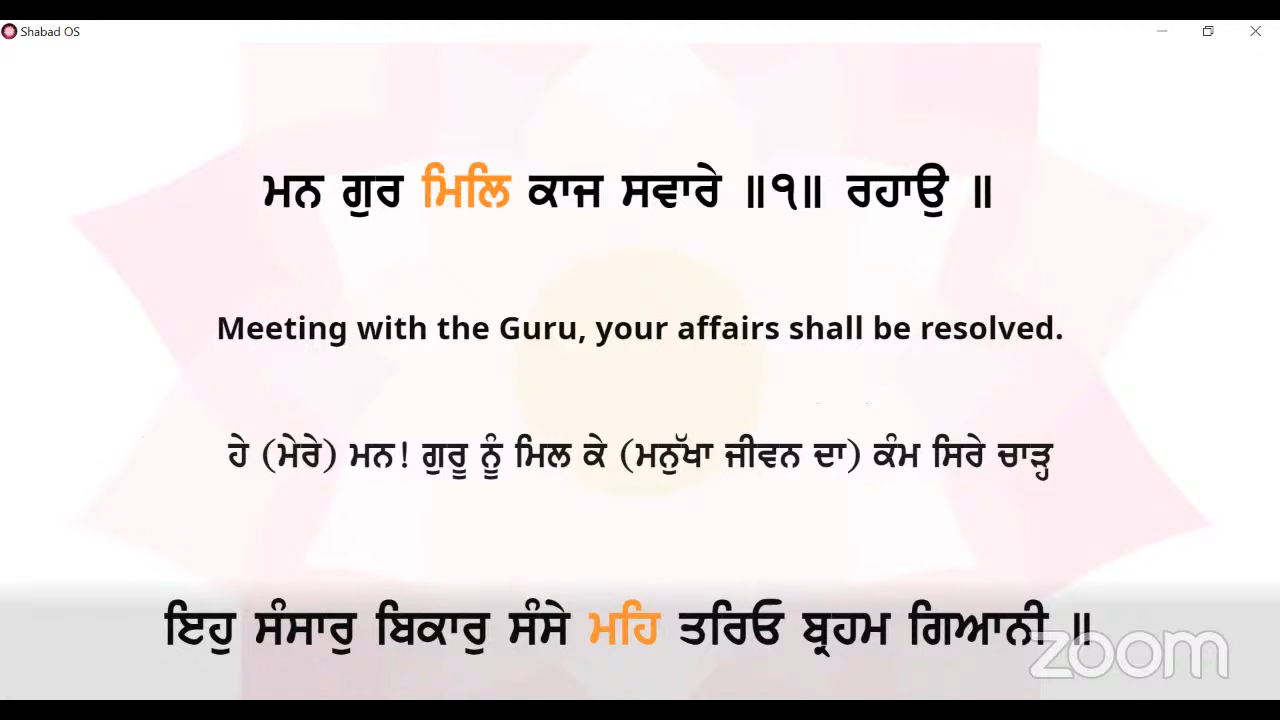 Shabad OS
ਮਨ ਗੁਰ ਮਿਲਿ ਕਾਜ ਸਵਾਰੇ ॥੧॥ ਰਹਾਉ ॥
Meeting with the Guru, your affairs shall be resolved.
ਹੇ (ਮੇਰੇ) ਮਨ! ਗੁਰੂ ਨੂੰ ਮਿਲ ਕੇ (ਮਨੁੱਖਾ ਜੀਵਨ ਦਾ) ਕੰਮ ਸਿਰੇ ਚਾੜ੍ਹ
ਇਹੁ ਸੰਸਾਰੁ ਬਿਕਾਰੁ ਸੰਸੇ ਮਹਿ ਤਰਿਓ ਬ੍ਰਹਮ ਗਿਆਨੀ ॥
zoom